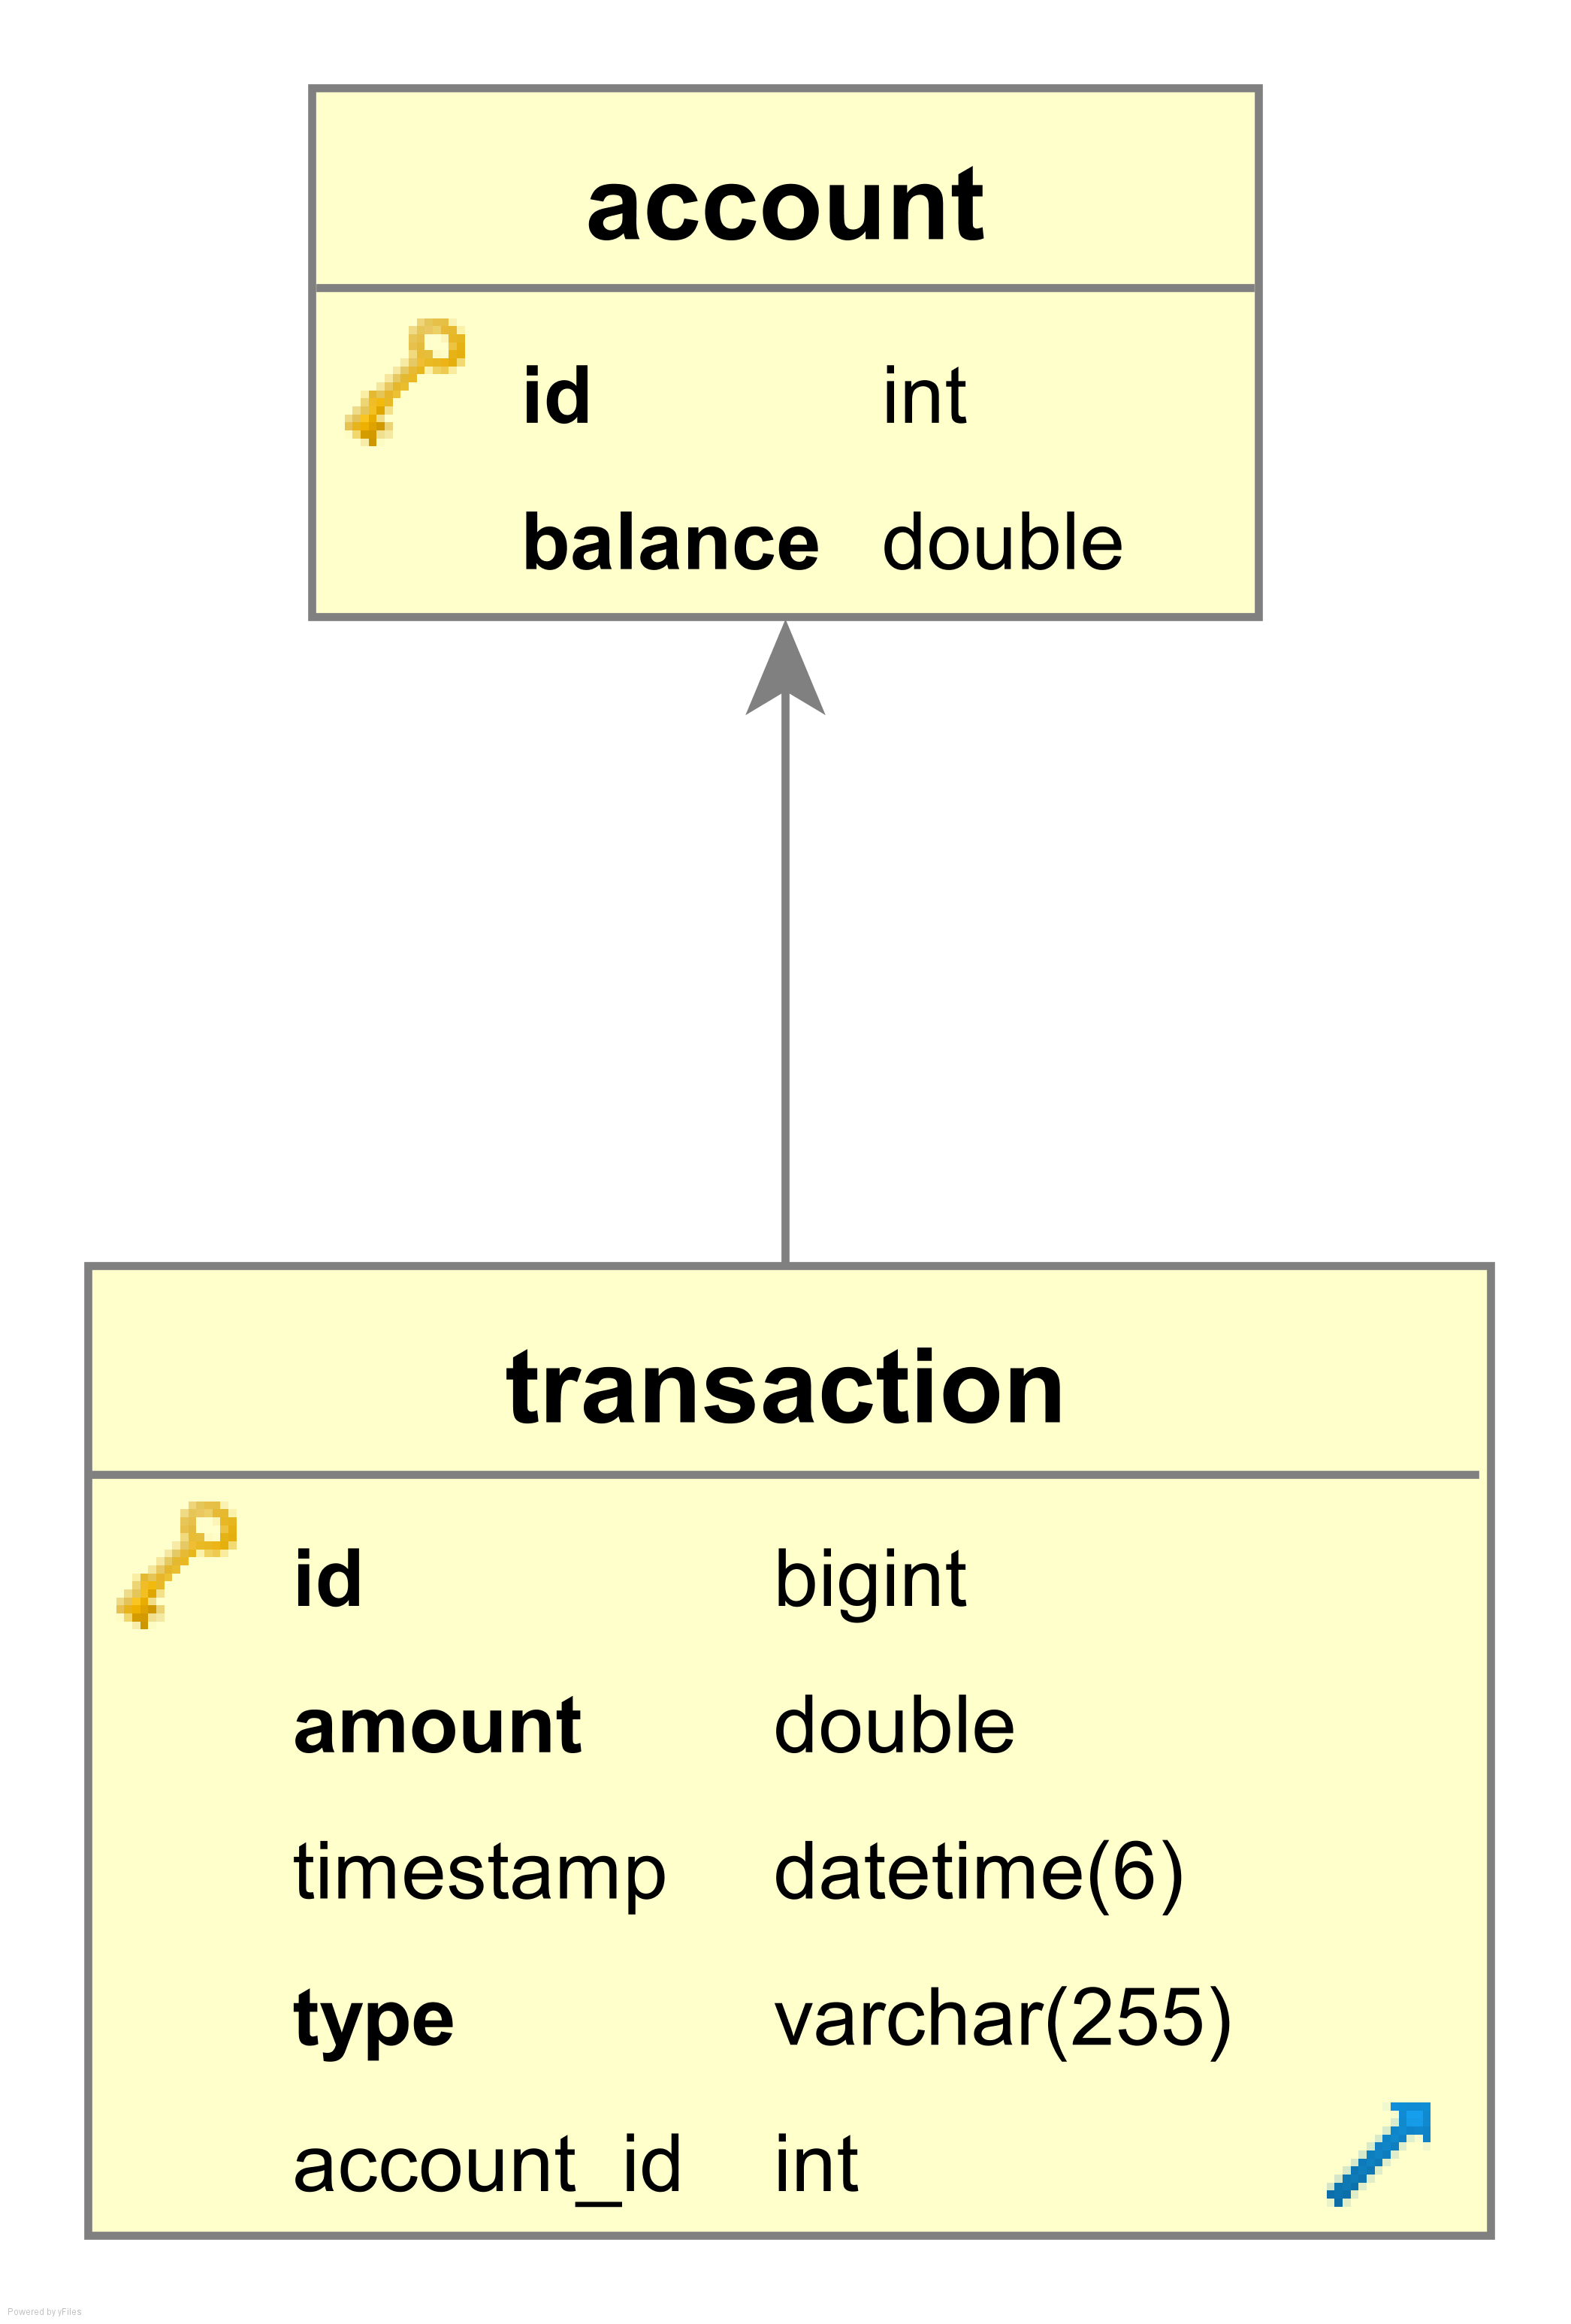 account
id int
balance double
transaction
id bigint
amount double
timestamp datetime(6)
type varchar(255)
account_id int
Powered by yFiles